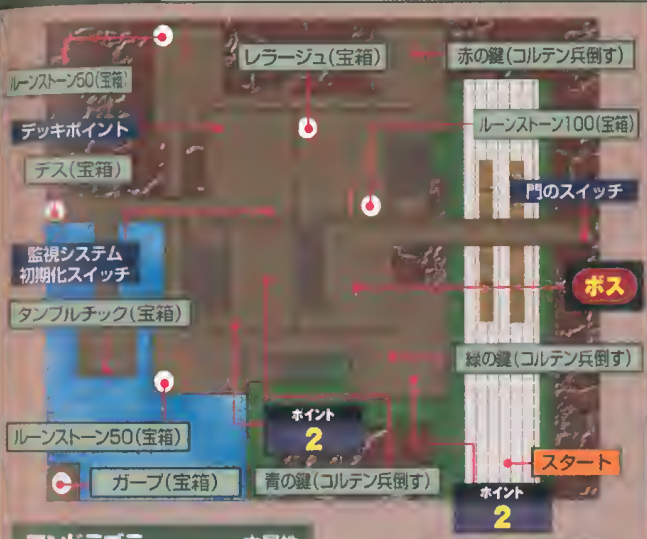 レラージュ(宝箱)
赤の鍵(コルテン兵倒す)
ルーンストーン50(宝箱)
デッキポイント
ルーンストーン100(宝箱)
デス(宝箱)
門のスイッチ
監視システム
初期化スイッチ
ボス
タンブルチック(宝箱)
緑の鍵(コルテン兵倒す)
ルーンストーン50(宝箱)
ポイント
2
スタート
ガープ(宝箱)
青の鍵(コルテン兵倒す)
ポイント
2